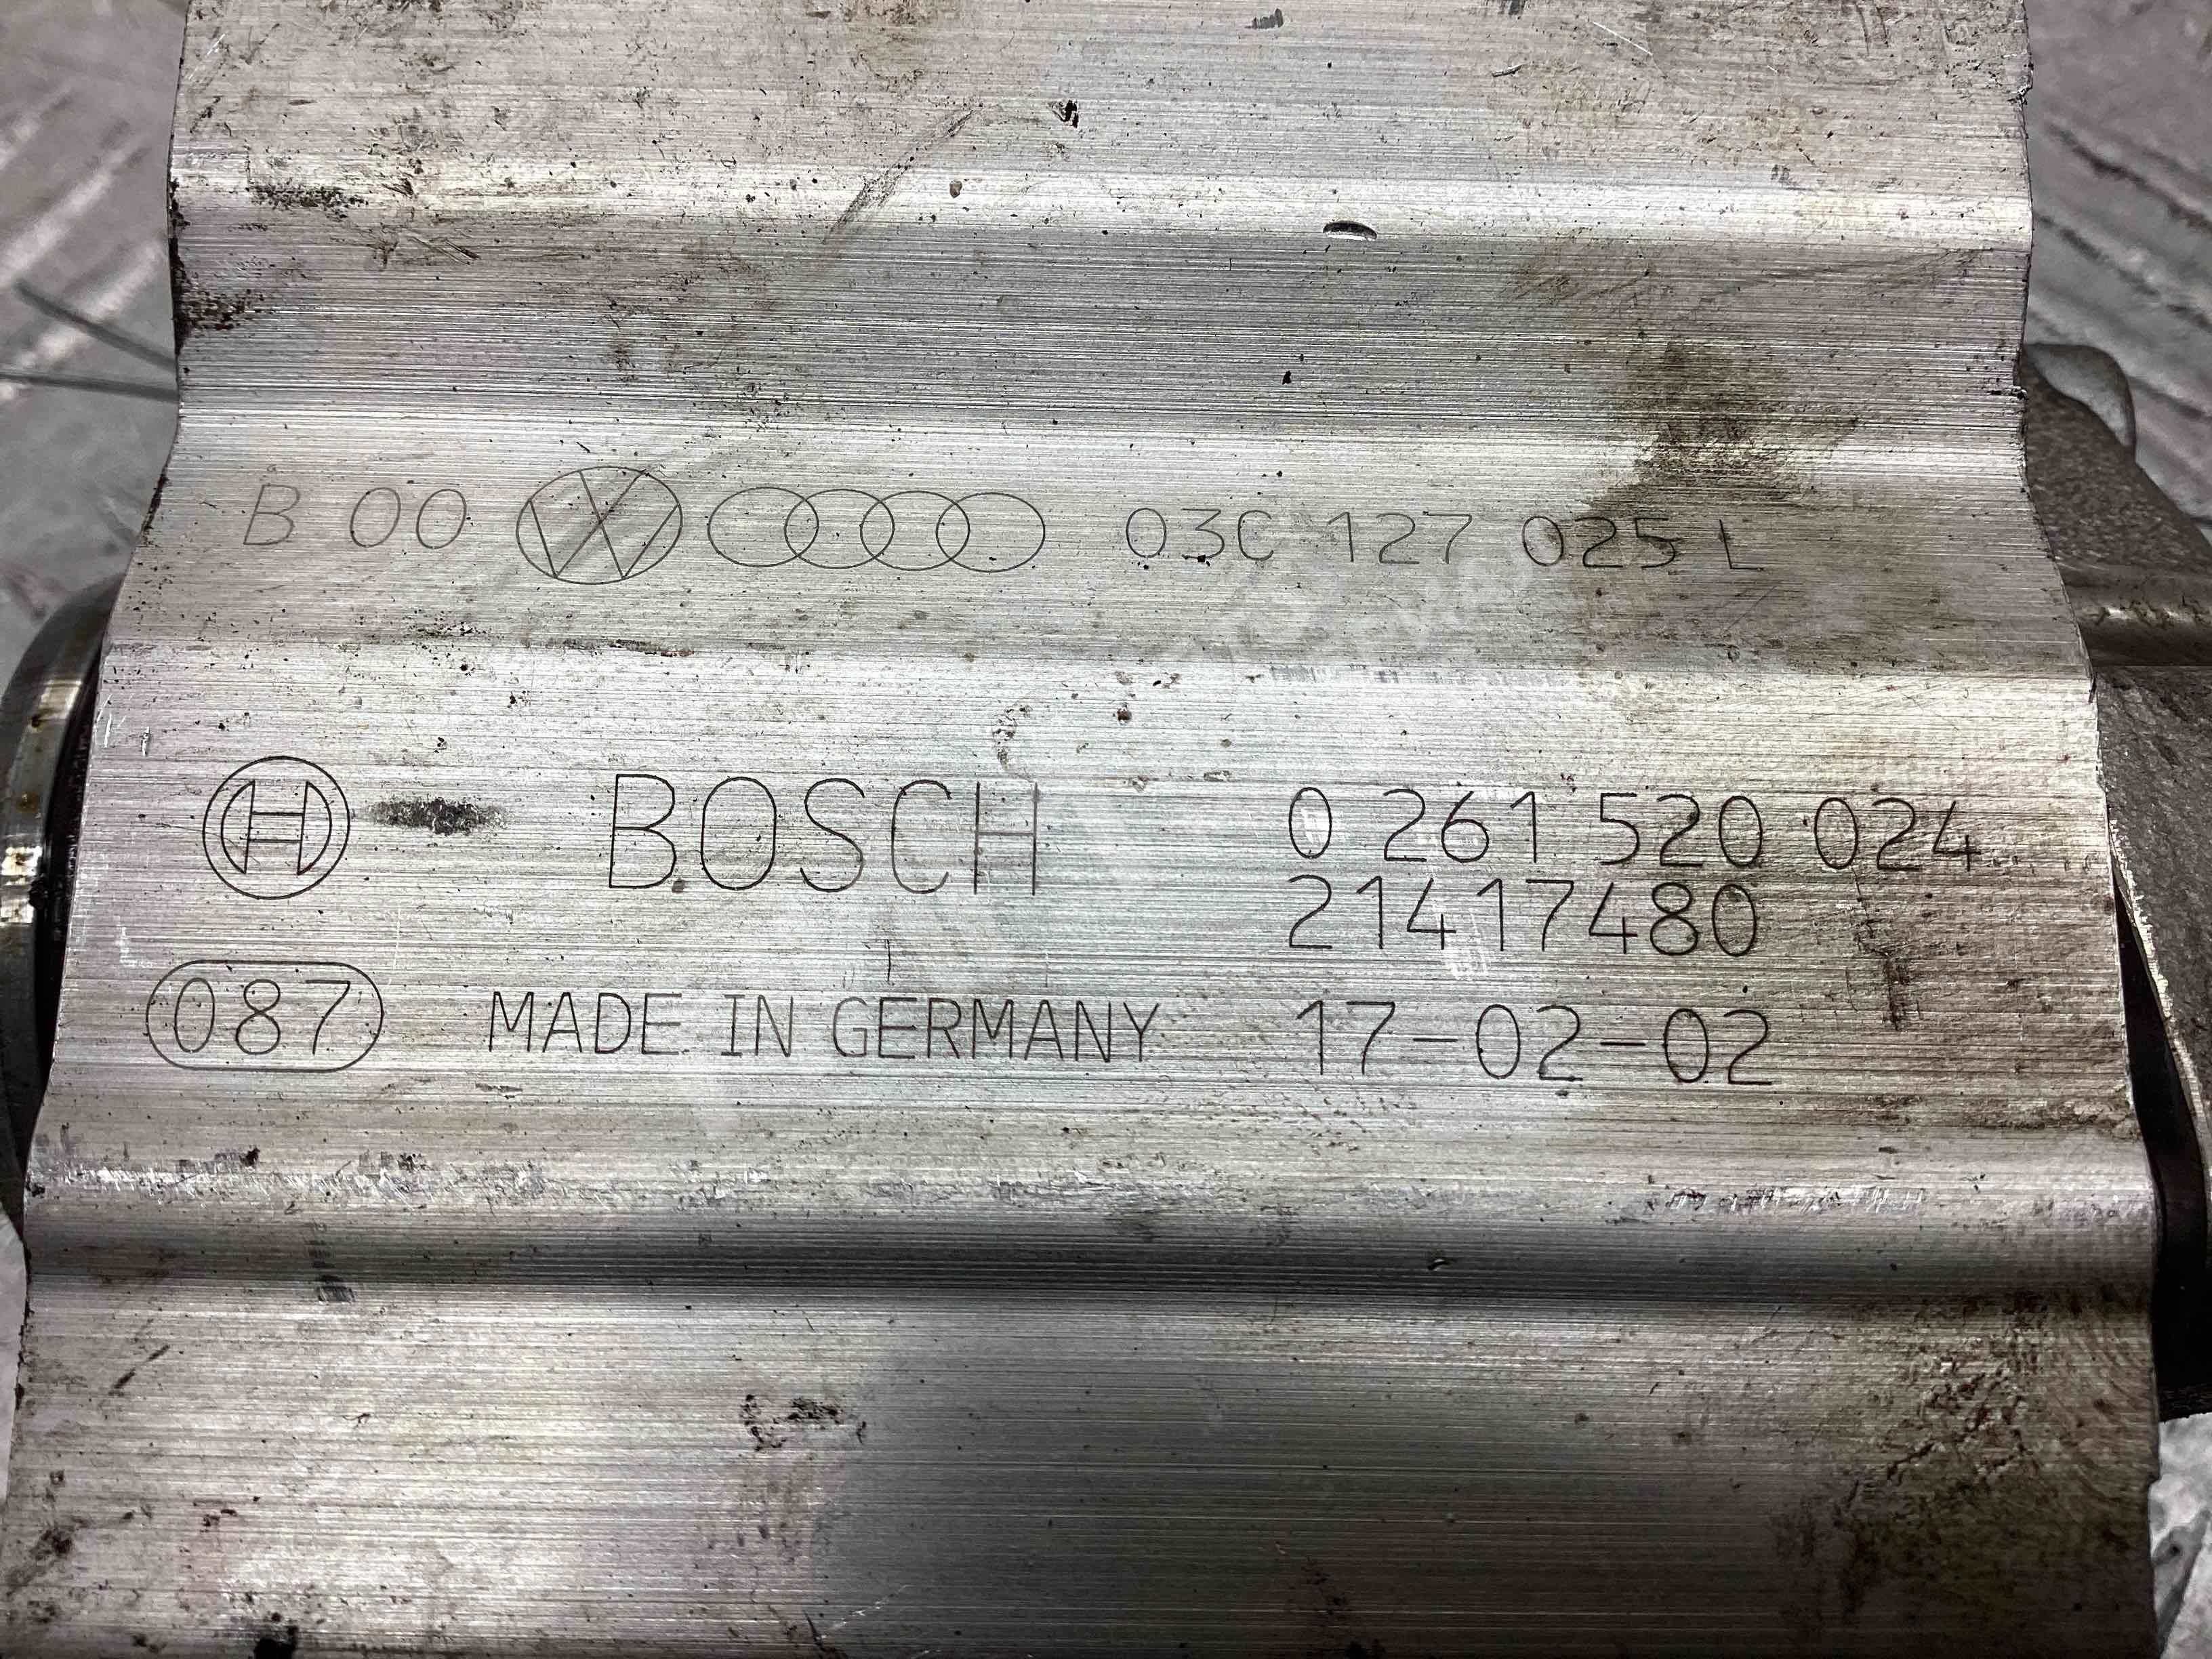 B 00 03C 127 025 L
BOSCH 0 261 520 024
21417480
087 MADE IN GERMANY 17-02-02